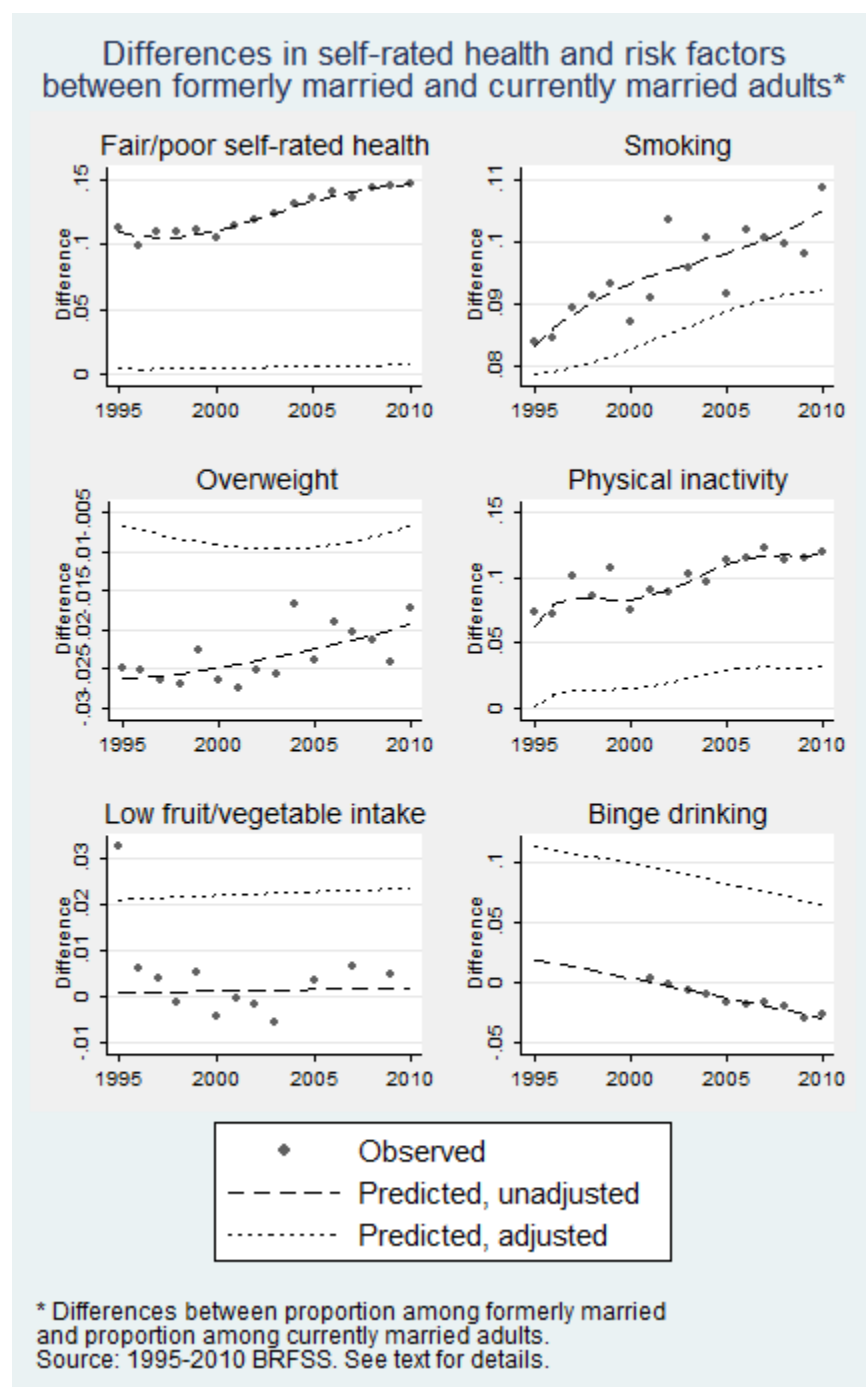 Differences in self-rated health and risk factors
between formerly married and currently married adults*
Fair/poor self-rated health
Difference
.15
.1
.05
0
1995 2000 2005 2010
Smoking
Difference
.11
.1
.09
.08
1995 2000 2005 2010
Overweight
Difference
-.005
-.01
-.015
-.02
-.025
-.03
1995 2000 2005 2010
Physical inactivity
Difference
.15
.1
.05
0
1995 2000 2005 2010
Low fruit/vegetable intake
Difference
.03
.02
.01
0
-.01
1995 2000 2005 2010
Binge drinking
Difference
.1
.05
0
-.05
1995 2000 2005 2010
Observed
Predicted, unadjusted
Predicted, adjusted
* Differences between proportion among formerly married
and proportion among currently married adults.
Source: 1995-2010 BRFSS. See text for details.